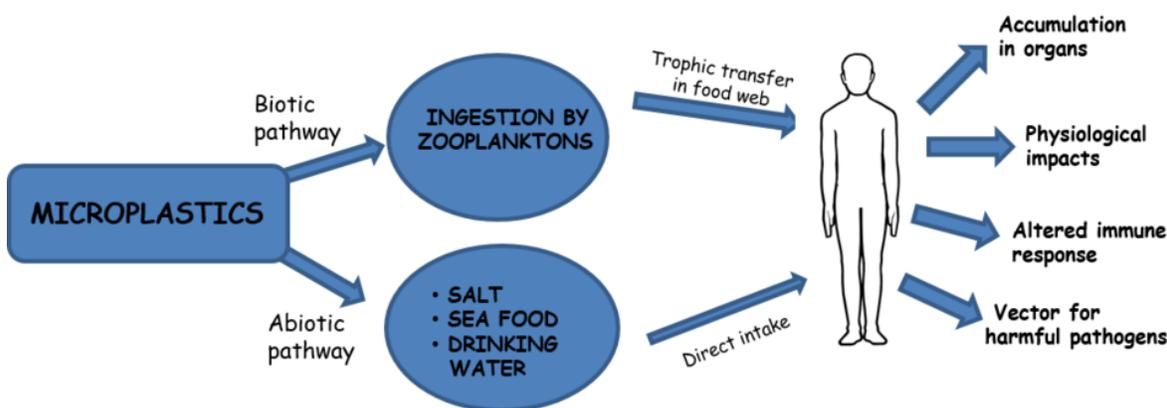 MICROPLASTICS
Biotic
pathway
INGESTION BY
ZOOPLANKTONS
Trophic transfer
in food web
Abiotic
pathway
• SALT
• SEA FOOD
• DRINKING
WATER
Direct intake
Accumulation
in organs
Physiological
impacts
Altered immune
response
Vector for
harmful pathogens